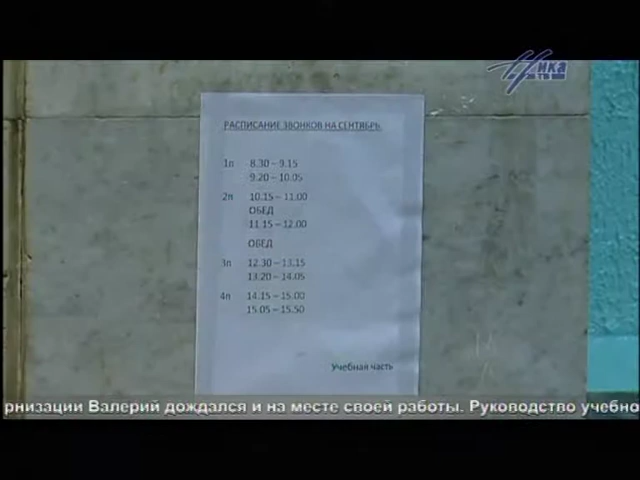 Ника
ТВ
РАСПИСАНИЕ ЗВОНКОВ НА СЕНТЯБРЬ
1п 8.30 – 9.15
9.20 – 10.05
2п 10.15 – 11.00
ОБЕД
11.15 – 12.00
ОБЕД
3п 12.30 – 13.15
13.20 – 14.05
4п 14.15 – 15.00
15.05 – 15.50
Учебная часть
рнизации Валерий дождался и на месте своей работы. Руководство учебно